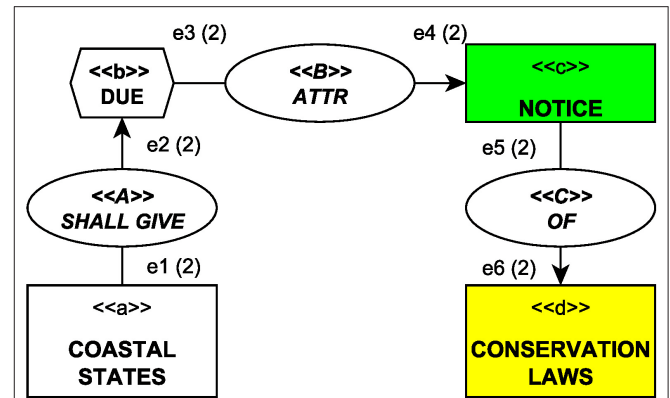 e3 (2)
e4 (2)
<<b>>
DUE
<<B>>
ATTR
<<c>>
NOTICE
e2 (2)
e5 (2)
<<A>>
SHALL GIVE
<<C>>
OF
e1 (2)
e6 (2)
<<a>>
COASTAL
STATES
<<d>>
CONSERVATION
LAWS